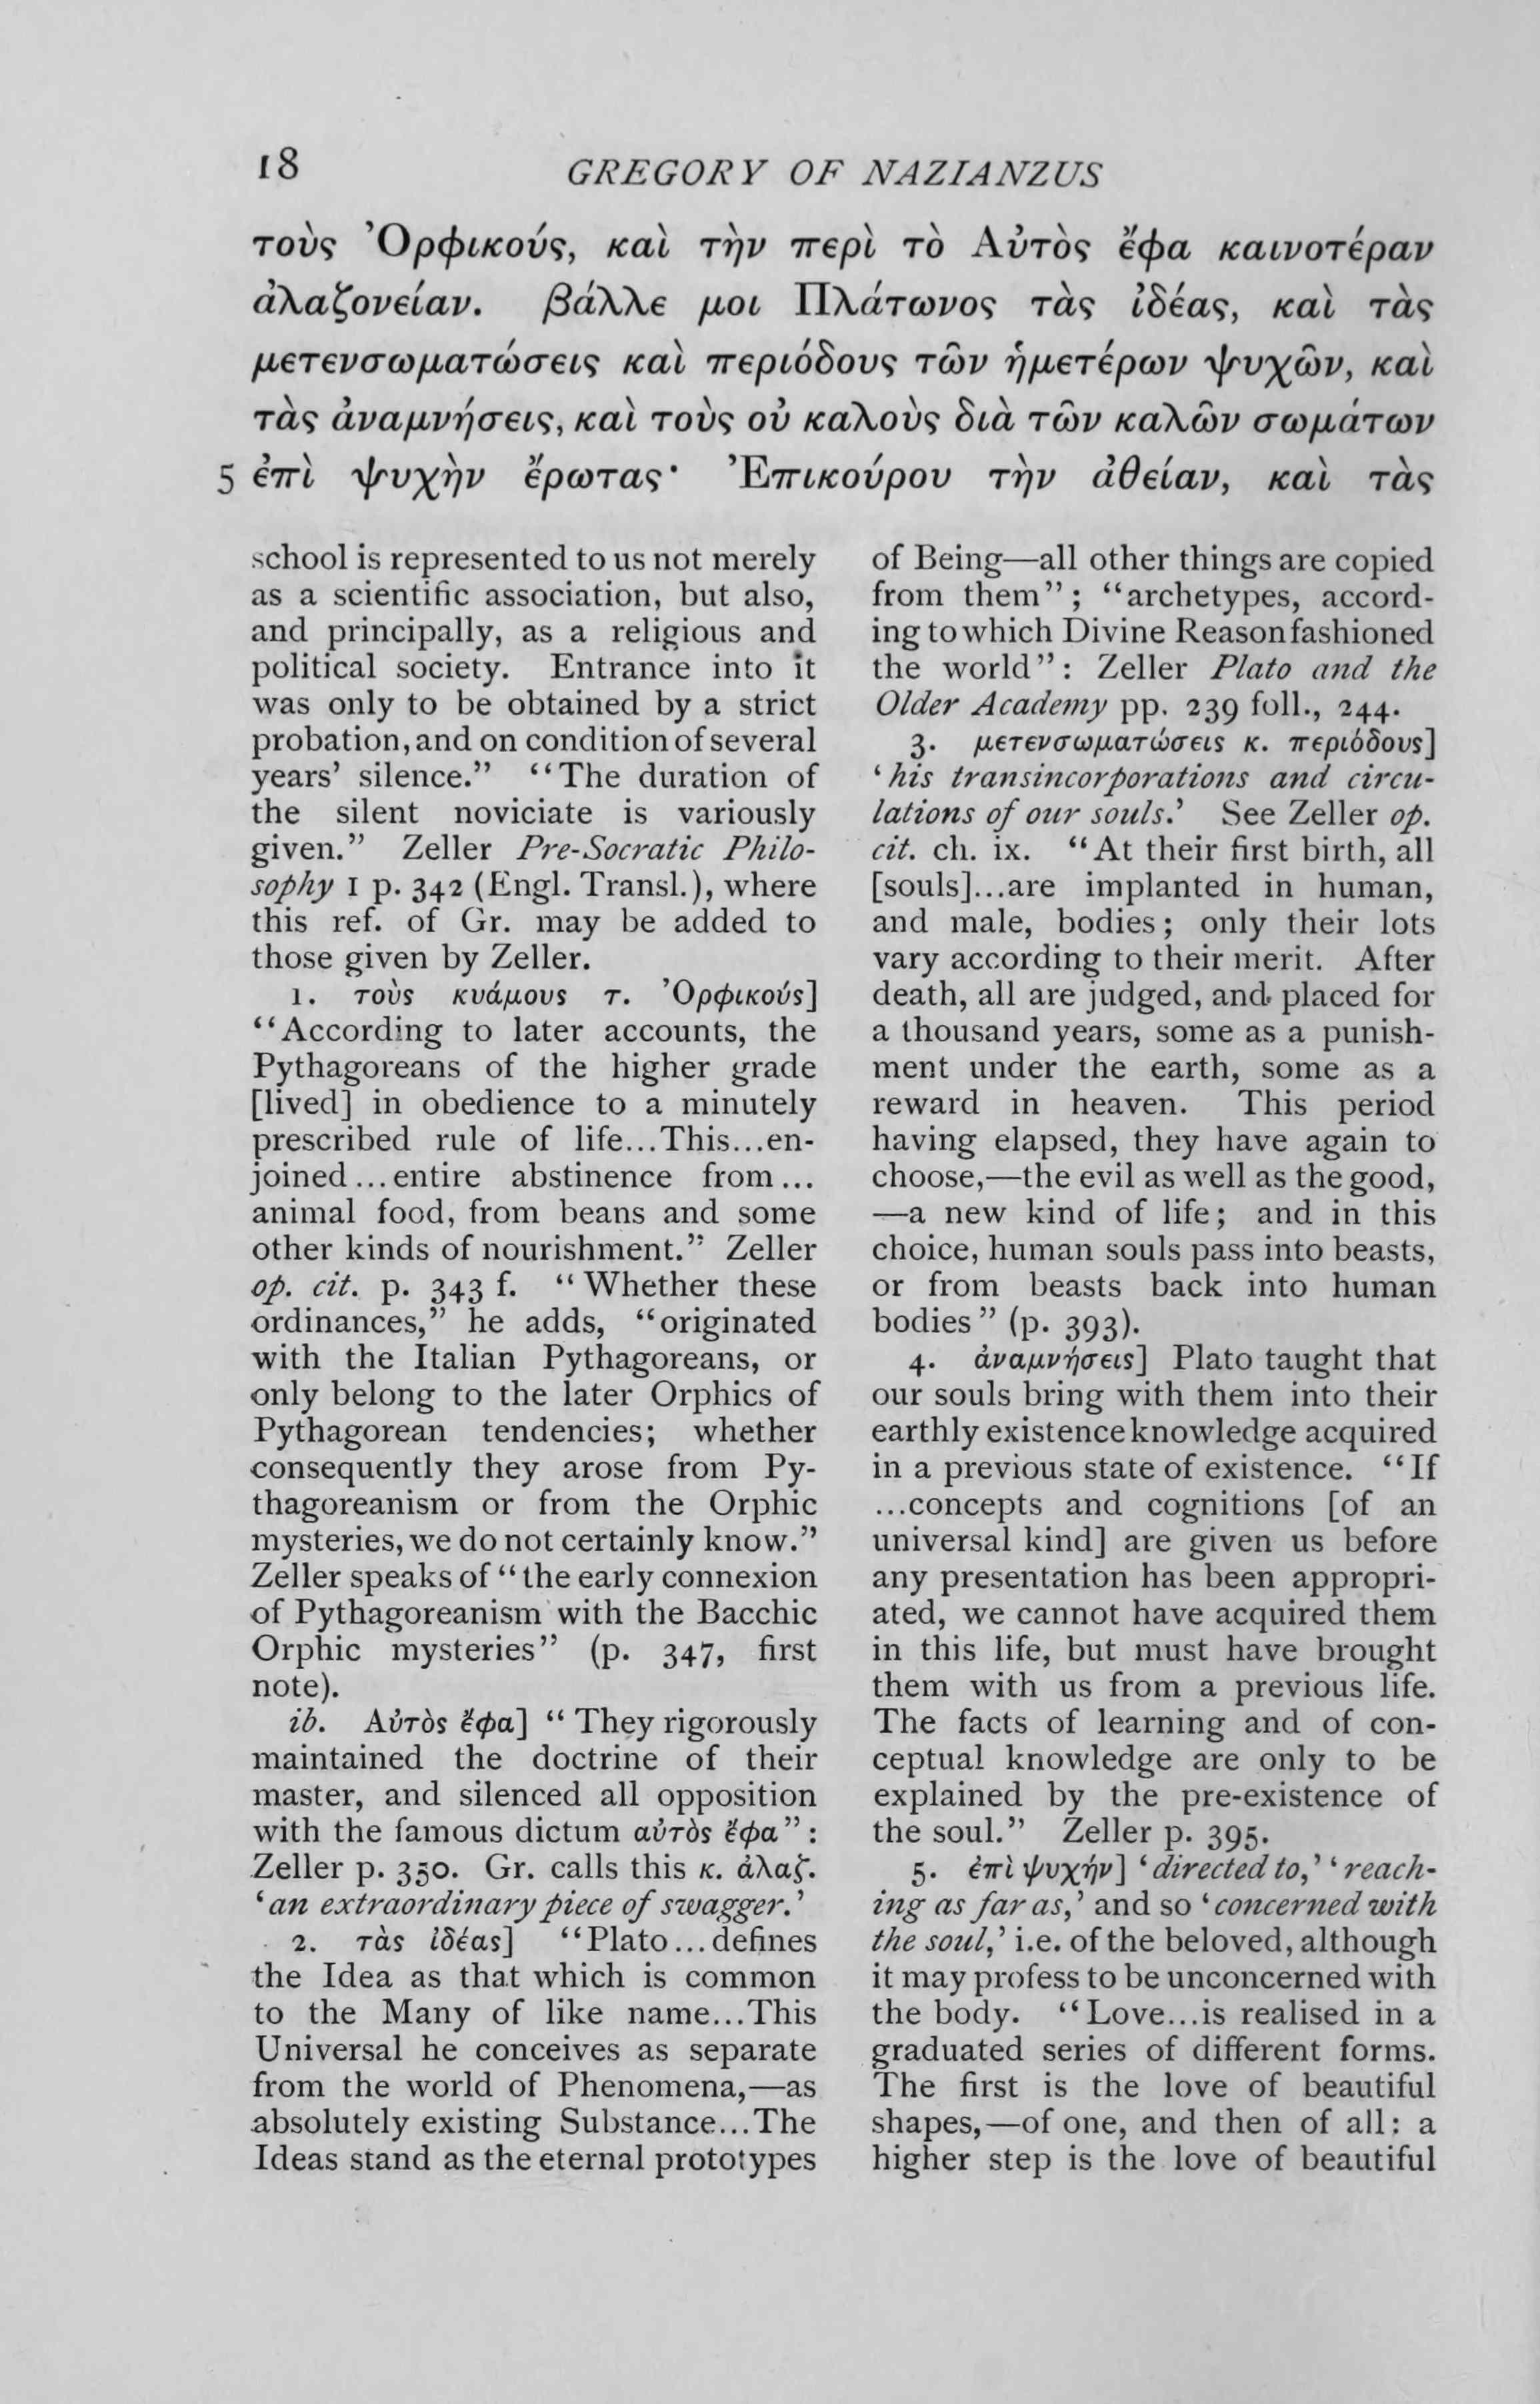 18 GREGORY OF NAZIANZUS
τοὺς Ὀρφικούς, καὶ τὴν περὶ τὸ Αὐτὸς ἔφα καινοτέραν
ἀλαζονείαν. βάλλε μοι Πλάτωνος τὰς ἰδέας, καὶ τὰς
μετενσωματώσεις καὶ περιόδους τῶν ἡμετέρων ψυχῶν, καὶ
τὰς ἀναμνήσεις, καὶ τοὺς οὐ καλοὺς διὰ τῶν καλῶν σωμάτων
5 ἐπὶ ψυχὴν ἔρωτας· Ἐπικούρου τὴν ἀθείαν, καὶ τὰς
school is represented to us not merely
as a scientific association, but also,
and principally, as a religious and
political society. Entrance into it
was only to be obtained by a strict
probation, and on condition of several
years' silence." "The duration of
the silent noviciate is variously
given." Zeller Pre-Socratic Philo-
sophy I p. 342 (Engl. Transl.), where
this ref. of Gr. may be added to
those given by Zeller.
1. τοὺς κυάμους τ. Ὀρφικούς]
"According to later accounts, the
Pythagoreans of the higher grade
[lived] in obedience to a minutely
prescribed rule of life...This...en-
joined ... entire abstinence from ...
animal food, from beans and some
other kinds of nourishment." Zeller
op. cit. p. 343 f. "Whether these
ordinances," he adds, "originated
with the Italian Pythagoreans, or
only belong to the later Orphics of
Pythagorean tendencies; whether
consequently they arose from Py-
thagoreanism or from the Orphic
mysteries, we do not certainly know."
Zeller speaks of "the early connexion
of Pythagoreanism with the Bacchic
Orphic mysteries" (p. 347, first
note).
ib. Αὐτὸς ἔφα] "They rigorously
maintained the doctrine of their
master, and silenced all opposition
with the famous dictum αὐτὸς ἔφα":
Zeller p. 350. Gr. calls this κ. ἀλαζ.
'an extraordinary piece of swagger.'
2. τὰς ἰδέας] "Plato ... defines
the Idea as that which is common
to the Many of like name...This
Universal he conceives as separate
from the world of Phenomena,—as
absolutely existing Substance...The
Ideas stand as the eternal prototypes
of Being—all other things are copied
from them"; "archetypes, accord-
ing to which Divine Reason fashioned
the world": Zeller Plato and the
Older Academy pp. 239 foll., 244.
3. μετενσωματώσεις κ. περιόδους]
'his transincorporations and circu-
lations of our souls.' See Zeller op.
cit. ch. ix. "At their first birth, all
[souls]...are implanted in human,
and male, bodies; only their lots
vary according to their merit. After
death, all are judged, and placed for
a thousand years, some as a punish-
ment under the earth, some as a
reward in heaven. This period
having elapsed, they have again to
choose,—the evil as well as the good,
—a new kind of life; and in this
choice, human souls pass into beasts,
or from beasts back into human
bodies" (p. 393).
4. ἀναμνήσεις] Plato taught that
our souls bring with them into their
earthly existence knowledge acquired
in a previous state of existence. "If
...concepts and cognitions [of an
universal kind] are given us before
any presentation has been appropri-
ated, we cannot have acquired them
in this life, but must have brought
them with us from a previous life.
The facts of learning and of con-
ceptual knowledge are only to be
explained by the pre-existence of
the soul." Zeller p. 395.
5. ἐπὶ ψυχήν] 'directed to,' 'reach-
ing as far as,' and so 'concerned with
the soul,' i.e. of the beloved, although
it may profess to be unconcerned with
the body. "Love...is realised in a
graduated series of different forms.
The first is the love of beautiful
shapes,—of one, and then of all: a
higher step is the love of beautiful